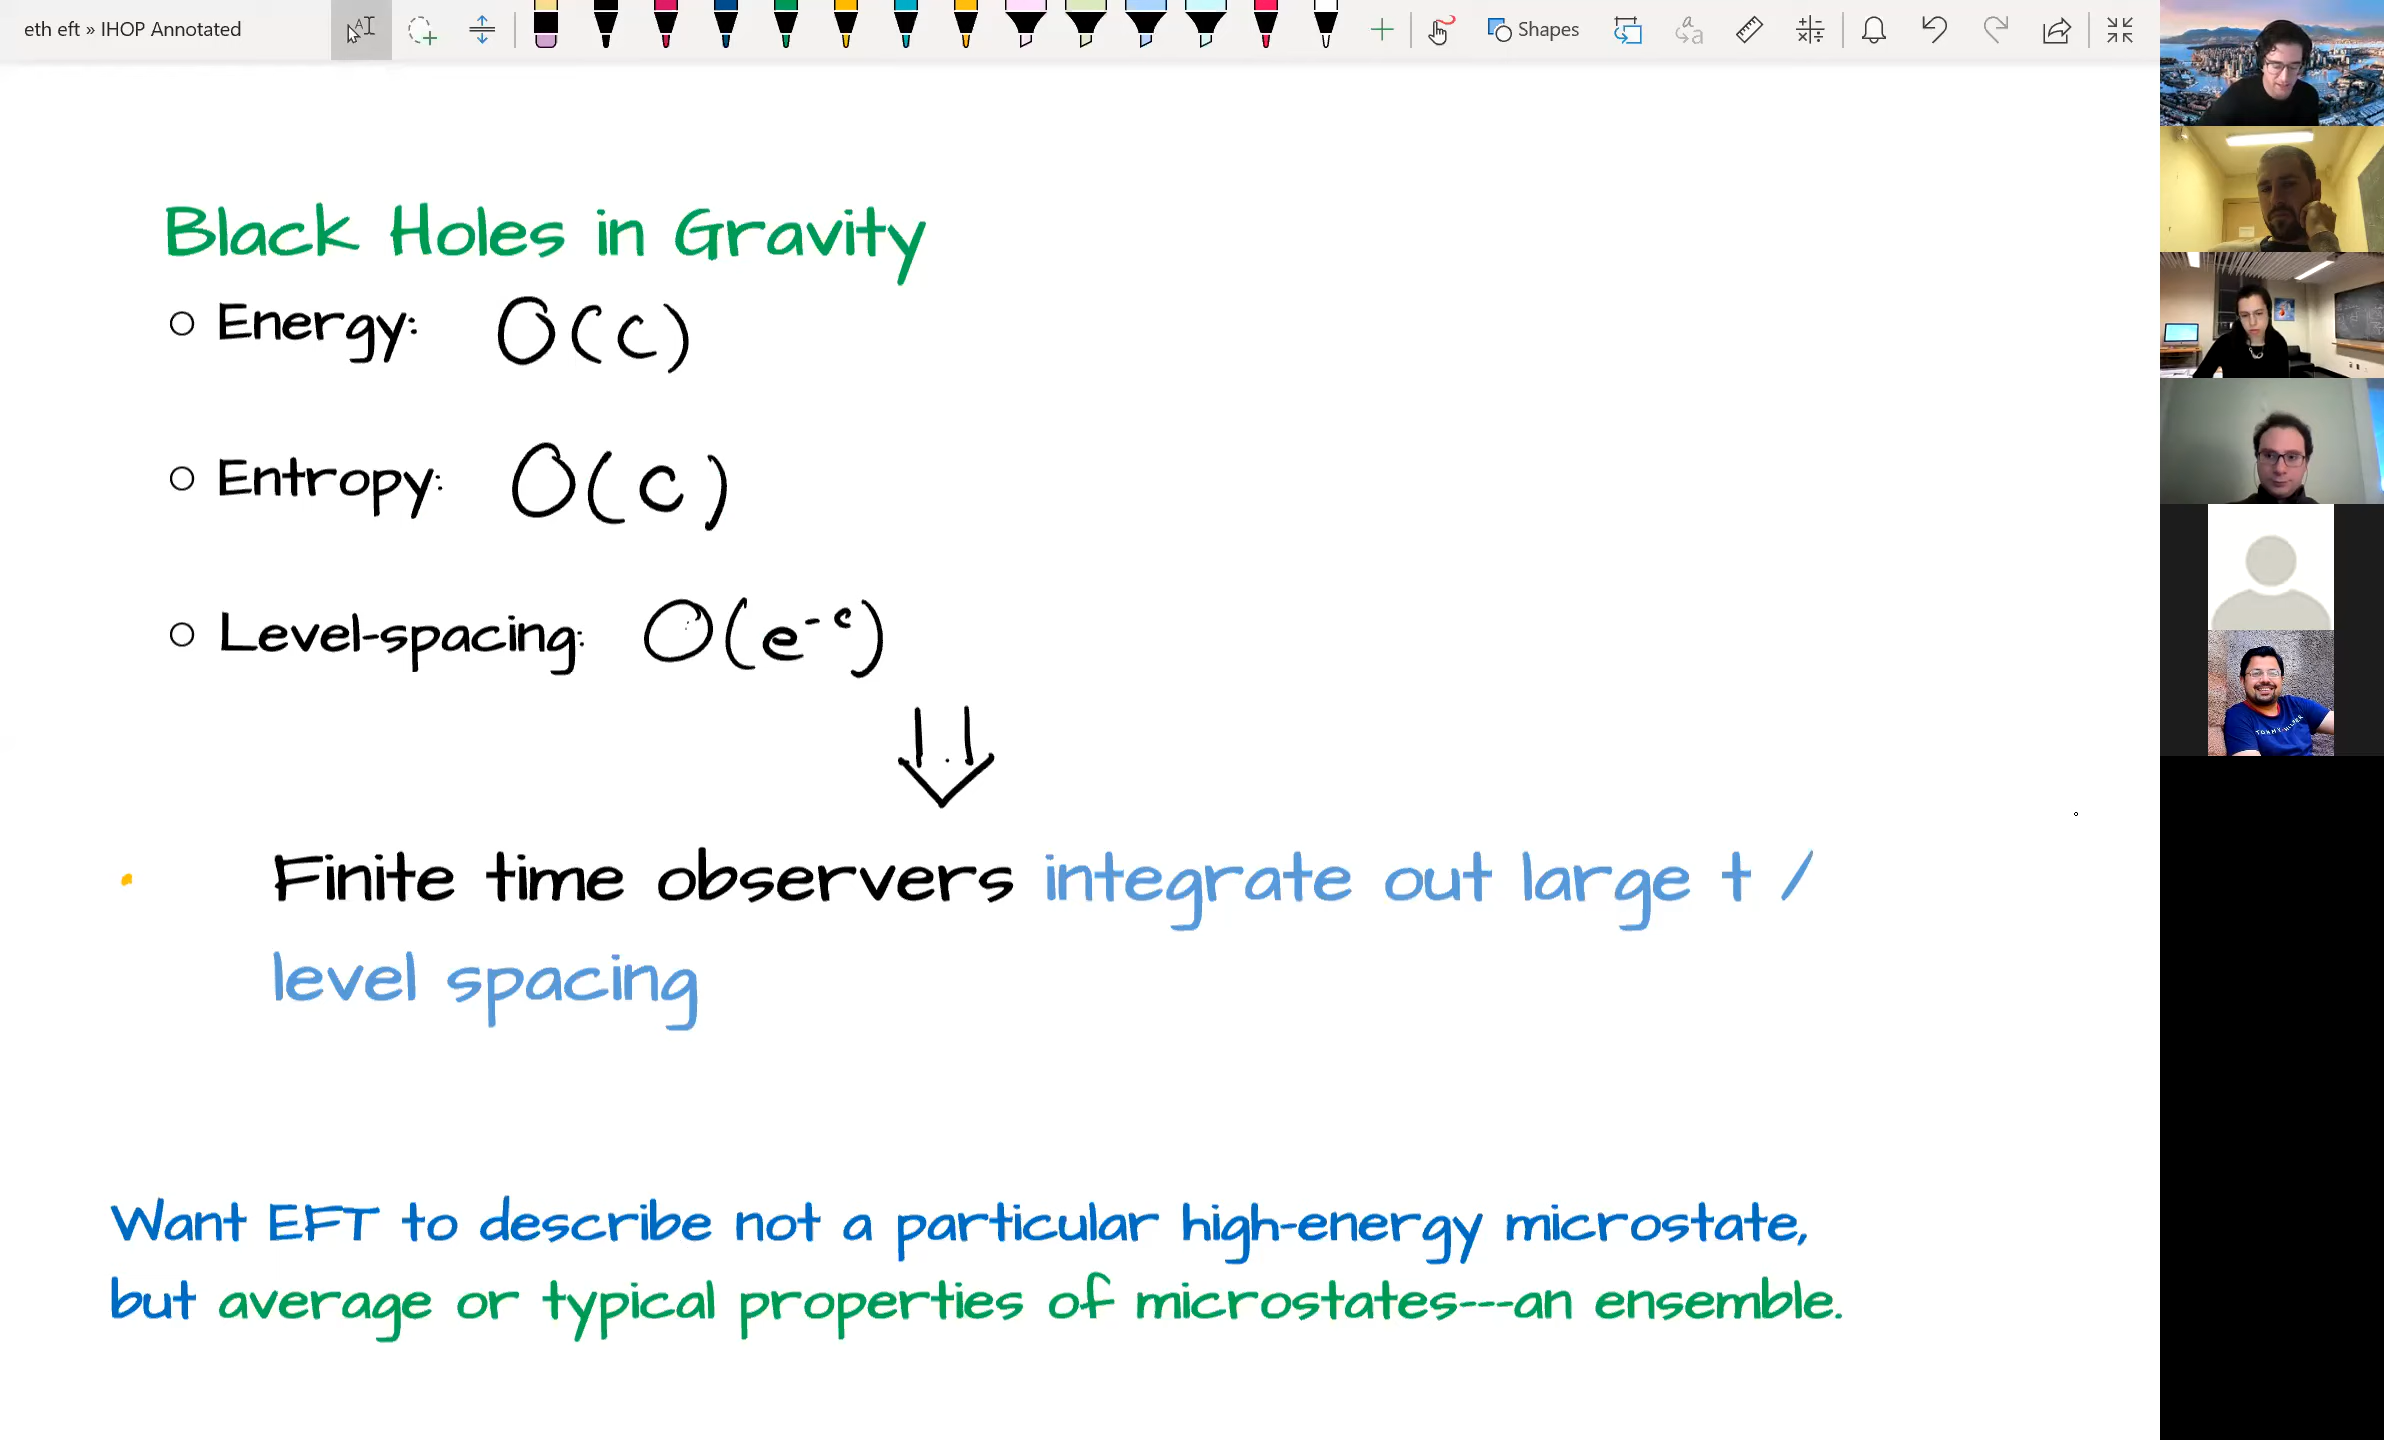 eth eft » IHOP Annotated
Shapes
Black Holes in Gravity
Energy: O(c)
Entropy: O(c)
Level-spacing: O(e^-c)
Finite time observers integrate out large t /
level spacing
Want EFT to describe not a particular high-energy microstate,
but average or typical properties of microstates---an ensemble.
TOMMY HILFIGER